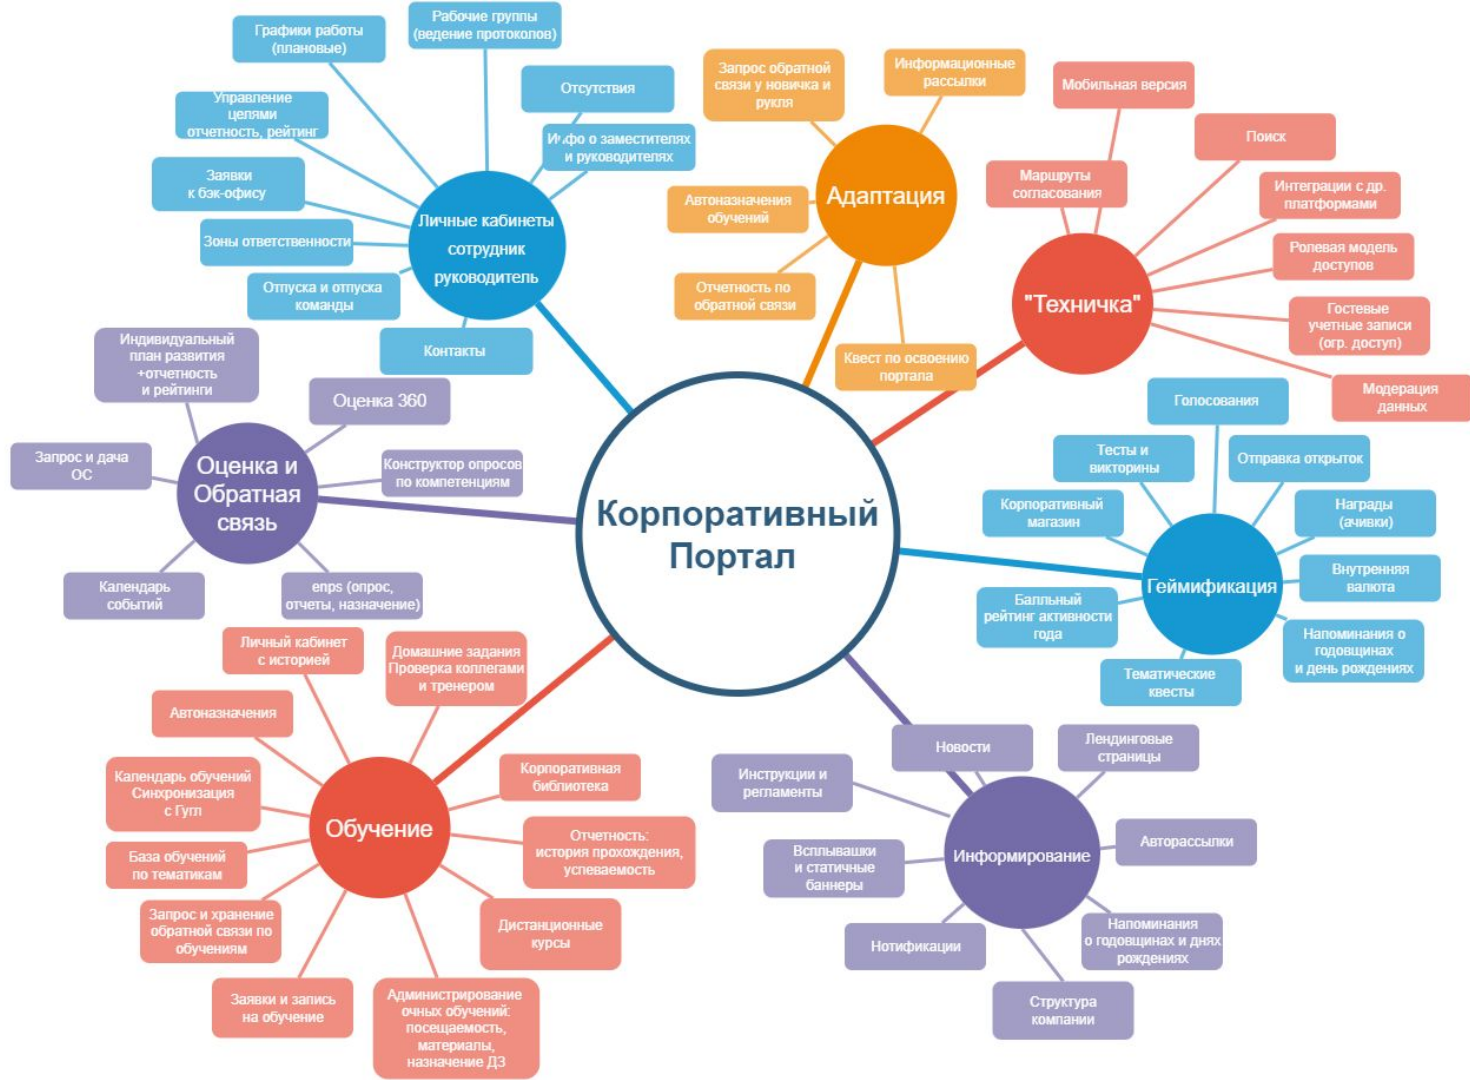 Корпоративный
Портал
Личные кабинеты
сотрудник
руководитель
Графики работы
(плановые)
Рабочие группы
(ведение протоколов)
Отсутствия
Инфо о заместителях
и руководителях
Управление
целями
отчетность, рейтинг
Заявки
к бэк-офису
Зоны ответственности
Отпуска и отпуска
команды
Контакты
Адаптация
Запрос обратной
связи у новичка и
рукля
Информационные
рассылки
Автоназначения
обучений
Отчетность по
обратной связи
Квест по освоению
портала
"Техничка"
Мобильная версия
Поиск
Маршруты
согласования
Интеграции с др.
платформами
Ролевая модель
доступов
Гостевые
учетные записи
(огр. доступ)
Модерация
данных
Оценка и
Обратная
связь
Индивидуальный
план развития
+отчетность
и рейтинги
Оценка 360
Запрос и дача
ОС
Конструктор опросов
по компетенциям
Календарь
событий
enps (опрос,
отчеты, назначение)
Геймификация
Голосования
Тесты и
викторины
Отправка открыток
Корпоративный
магазин
Награды
(ачивки)
Внутренняя
валюта
Балльный
рейтинг активности
года
Напоминания о
годовщинах
и день рождениях
Тематические
квесты
Обучение
Личный кабинет
с историей
Домашние задания
Проверка коллегами
и тренером
Автоназначения
Календарь обучений
Синхронизация
с Гугл
Корпоративная
библиотека
База обучений
по тематикам
Отчетность:
история прохождения,
успеваемость
Запрос и хранение
обратной связи по
обучениям
Дистанционные
курсы
Заявки и запись
на обучение
Администрирование
очных обучений:
посещаемость,
материалы,
назначение ДЗ
Информирование
Новости
Лендинговые
страницы
Инструкции и
регламенты
Авторассылки
Всплывашки
и статичные
баннеры
Нотификации
Напоминания
о годовщинах и днях
рождениях
Структура
компании